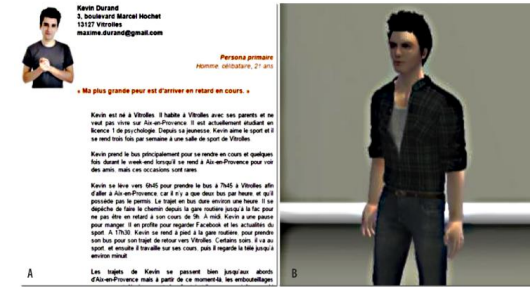 Kevin Durand
3, boulevard Marcel Hochet
13127 Vitrolles
maxime.durand@gmail.com
Persona primaire
Homme, célibataire, 21 ans
« Ma plus grande peur est d'arriver en retard en cours. »
Kevin est né à Vitrolles. Il habite à Vitrolles avec ses parents et ne
veut pas vivre sur Aix-en-Provence. Il est actuellement étudiant en
licence 1 de psychologie. Depuis sa jeunesse, Kevin aime le sport et il
se rend trois fois par semaine à une salle de sport de Vitrolles
Kevin prend le bus principalement pour se rendre en cours et quelques
fois durant le week-end lorsqu'il se rend à Aix-en-Provence pour voir
des amis, mais ces occasions sont rares
Kevin se lève vers 6h45 pour prendre le bus à 7h45 à Vitrolles afin
d'aller à Aix-en-Provence, car il n'y a que deux bus par heure, et qu'il
possède pas le permis. Le trajet en bus dure environ une heure. Il se
dépêche de faire le chemin depuis la gare routière jusqu'à la fac pour
ne pas être en retard à son cours de 9h. A midi, Kevin a une pause
pour manger. Il en profite pour regarder Facebook et les actualités du
sport. A 17h30, Kevin se rend à pied à la gare routière pour prendre
son bus pour son trajet de retour vers Vitrolles. Certains soirs, il va au
sport, et ensuite il travaille sur ses cours, puis il regarde la télé jusqu'à
environ minuit
Les trajets de Kevin se passent bien jusqu'aux abords
d'Aix-en-Provence mais à partir de ce moment-là, les embouteillages
A
B